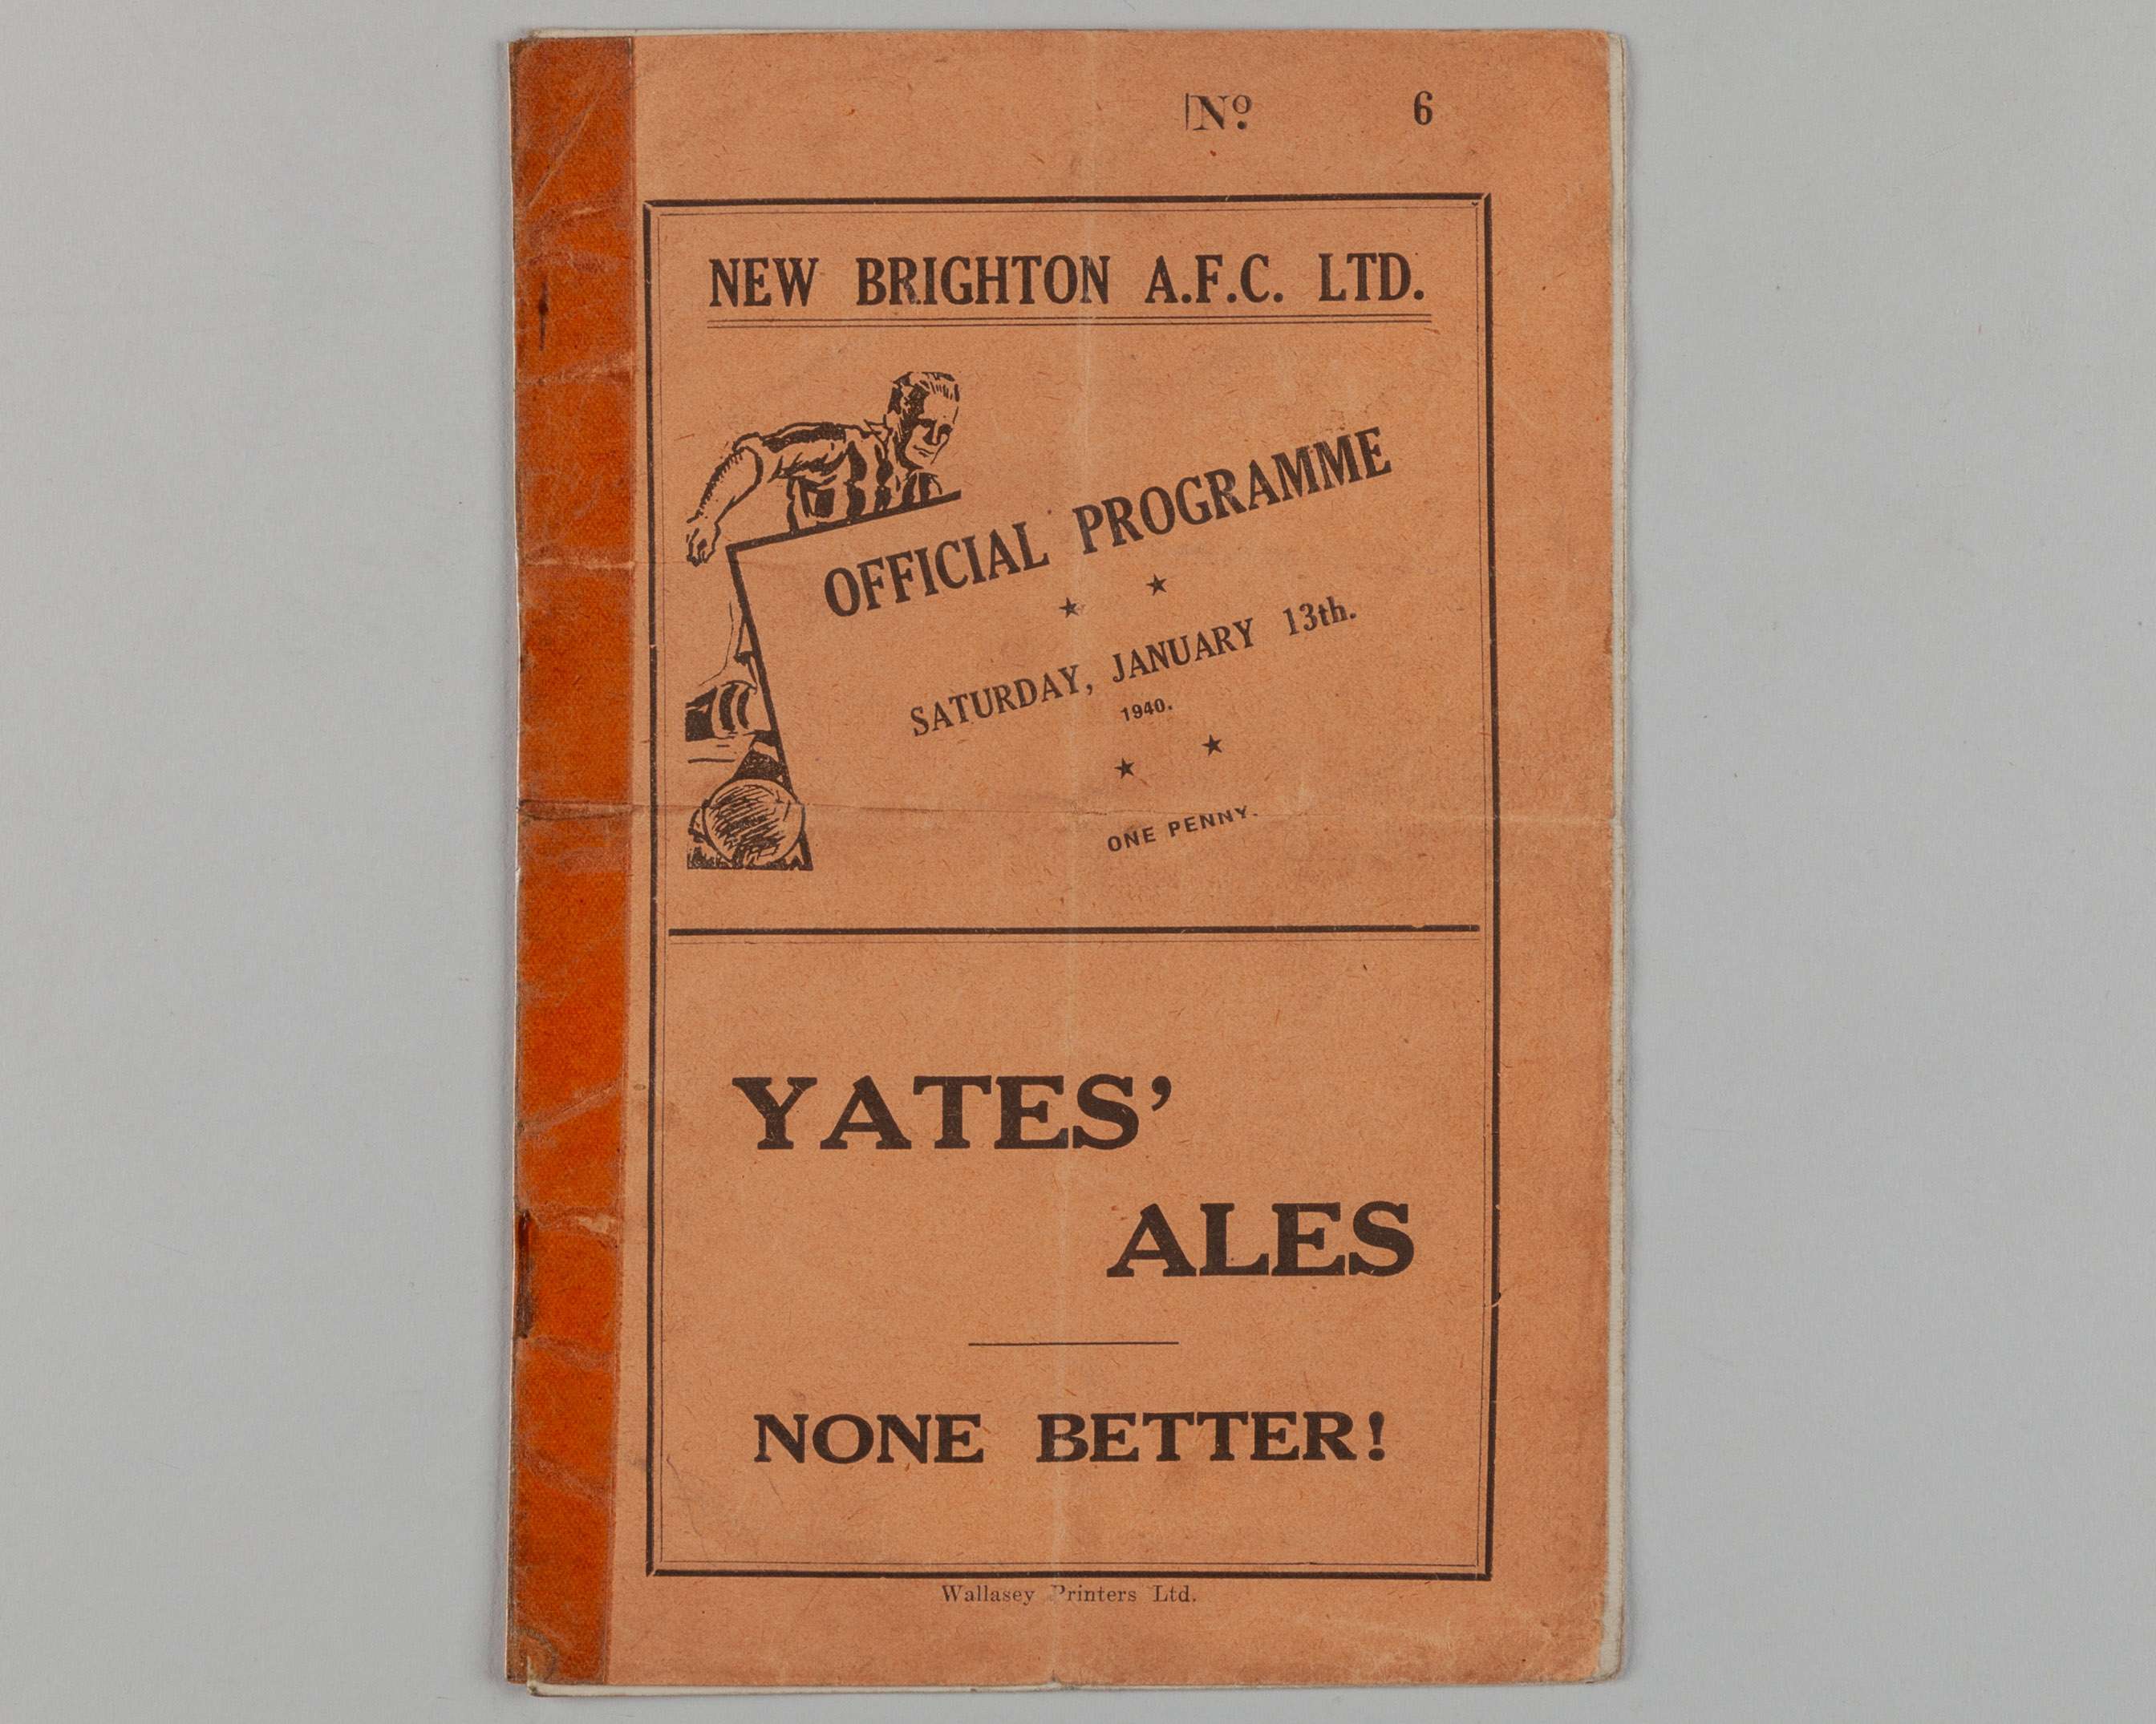 Nº 6
NEW BRIGHTON A.F.C. LTD.
OFFICIAL PROGRAMME
SATURDAY, JANUARY 13th.
1940.
ONE PENNY.
YATES'
ALES
NONE BETTER!
Wallasey Printers Ltd.